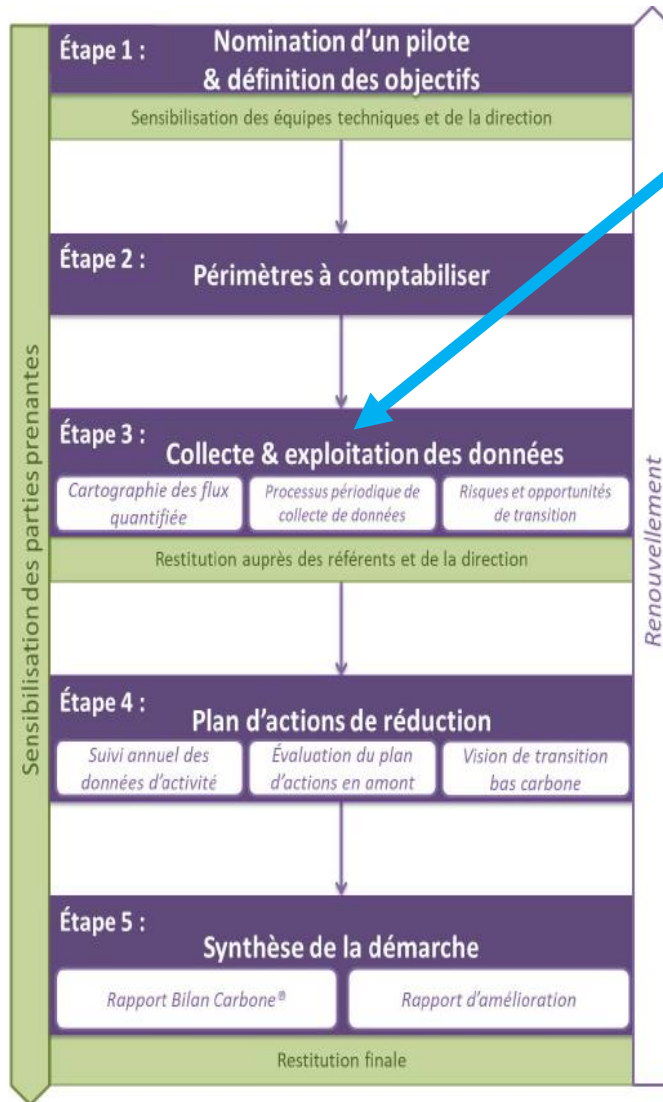 Étape 1 :
Nomination d'un pilote
& définition des objectifs
Sensibilisation des équipes techniques et de la direction
Étape 2 :
Périmètres à comptabiliser
Étape 3 :
Collecte & exploitation des données
Cartographie des flux
quantifiée
Processus périodique de
collecte de données
Risques et opportunités
de transition
Restitution auprès des référents et de la direction
Étape 4 :
Plan d'actions de réduction
Suivi annuel des
données d'activité
Évaluation du plan
d'actions en amont
Vision de transition
bas carbone
Étape 5 :
Synthèse de la démarche
Rapport Bilan Carbone®
Rapport d'amélioration
Restitution finale
Sensibilisation des parties prenantes
Renouvellement